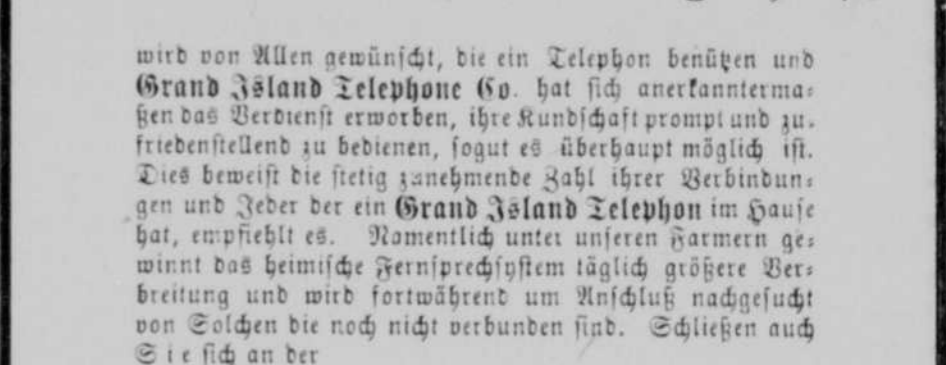 wird von Allen gewünscht, die ein Telephon benützen und
Grand Island Telephone Co. hat sich anerkanntterma-
ßen das Verdienst erworben, ihre Kundschaft prompt und zu-
friedenstellend zu bedienen, sogut es überhaupt möglich ist.
Dies beweist die stetig zunehmende Zahl ihrer Verbindun-
gen und Jeder der ein Grand Island Telephon im Hause
hat, empfiehlt es. Namentlich unter unseren Farmern ge-
winnt das heimische Fernsprechsystem täglich größere Ver-
breitung und wird fortwährend um Anschluß nachgesucht
von Solchen die noch nicht verbunden sind. Schließen auch
Sie sich an der